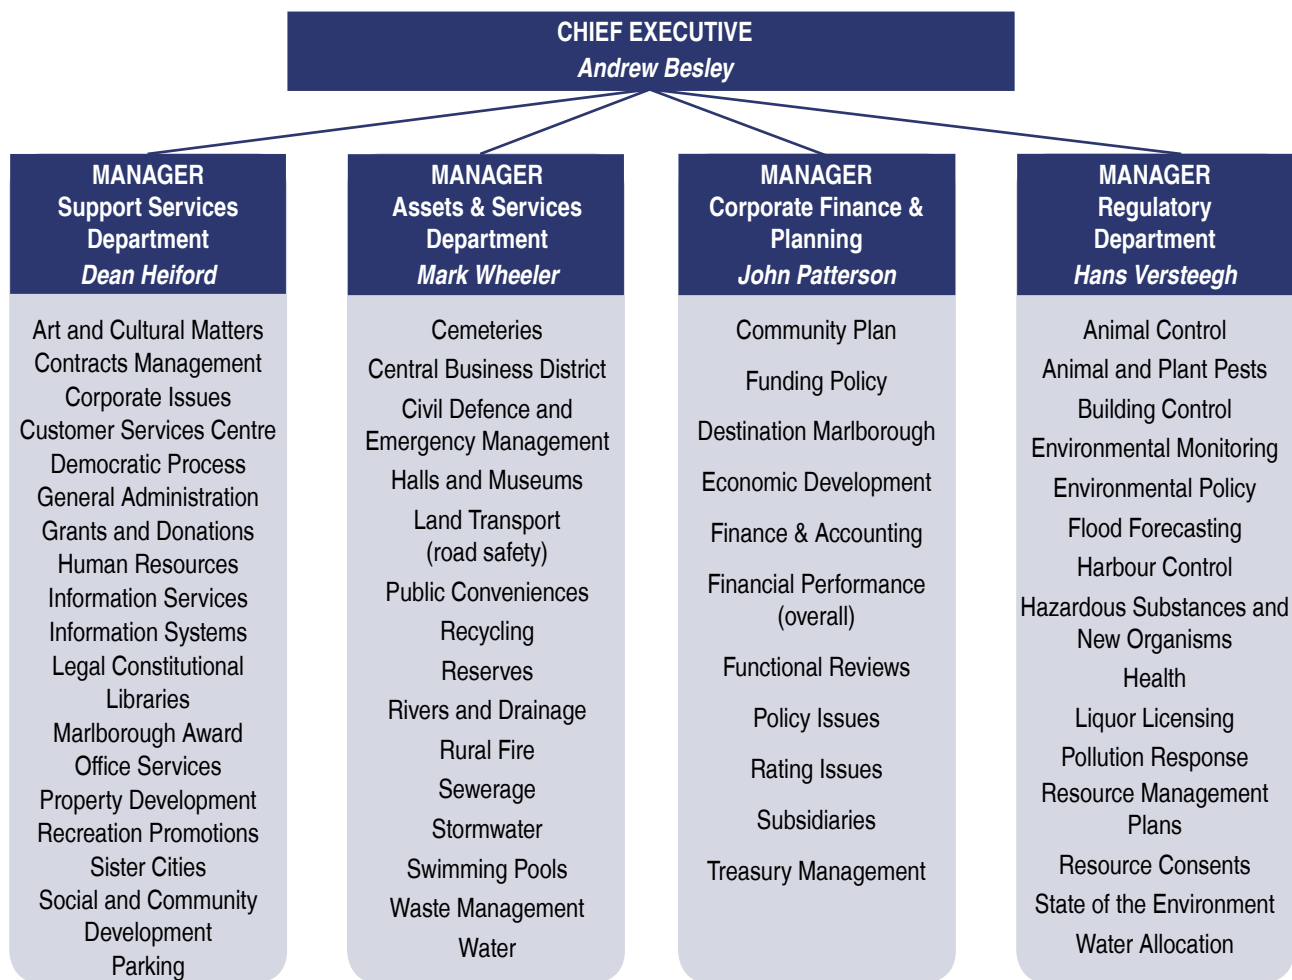 CHIEF EXECUTIVE
Andrew Besley
MANAGER
Support Services
Department
Dean Heiford
Art and Cultural Matters
Contracts Management
Corporate Issues
Customer Services Centre
Democratic Process
General Administration
Grants and Donations
Human Resources
Information Services
Information Systems
Legal Constitutional
Libraries
Marlborough Award
Office Services
Property Development
Recreation Promotions
Sister Cities
Social and Community
Development
Parking
MANAGER
Assets & Services
Department
Mark Wheeler
Cemeteries
Central Business District
Civil Defence and
Emergency Management
Halls and Museums
Land Transport
(road safety)
Public Conveniences
Recycling
Reserves
Rivers and Drainage
Rural Fire
Sewerage
Stormwater
Swimming Pools
Waste Management
Water
MANAGER
Corporate Finance &
Planning
John Patterson
Community Plan
Funding Policy
Destination Marlborough
Economic Development
Finance & Accounting
Financial Performance
(overall)
Functional Reviews
Policy Issues
Rating Issues
Subsidiaries
Treasury Management
MANAGER
Regulatory
Department
Hans Versteegh
Animal Control
Animal and Plant Pests
Building Control
Environmental Monitoring
Environmental Policy
Flood Forecasting
Harbour Control
Hazardous Substances and
New Organisms
Health
Liquor Licensing
Pollution Response
Resource Management
Plans
Resource Consents
State of the Environment
Water Allocation